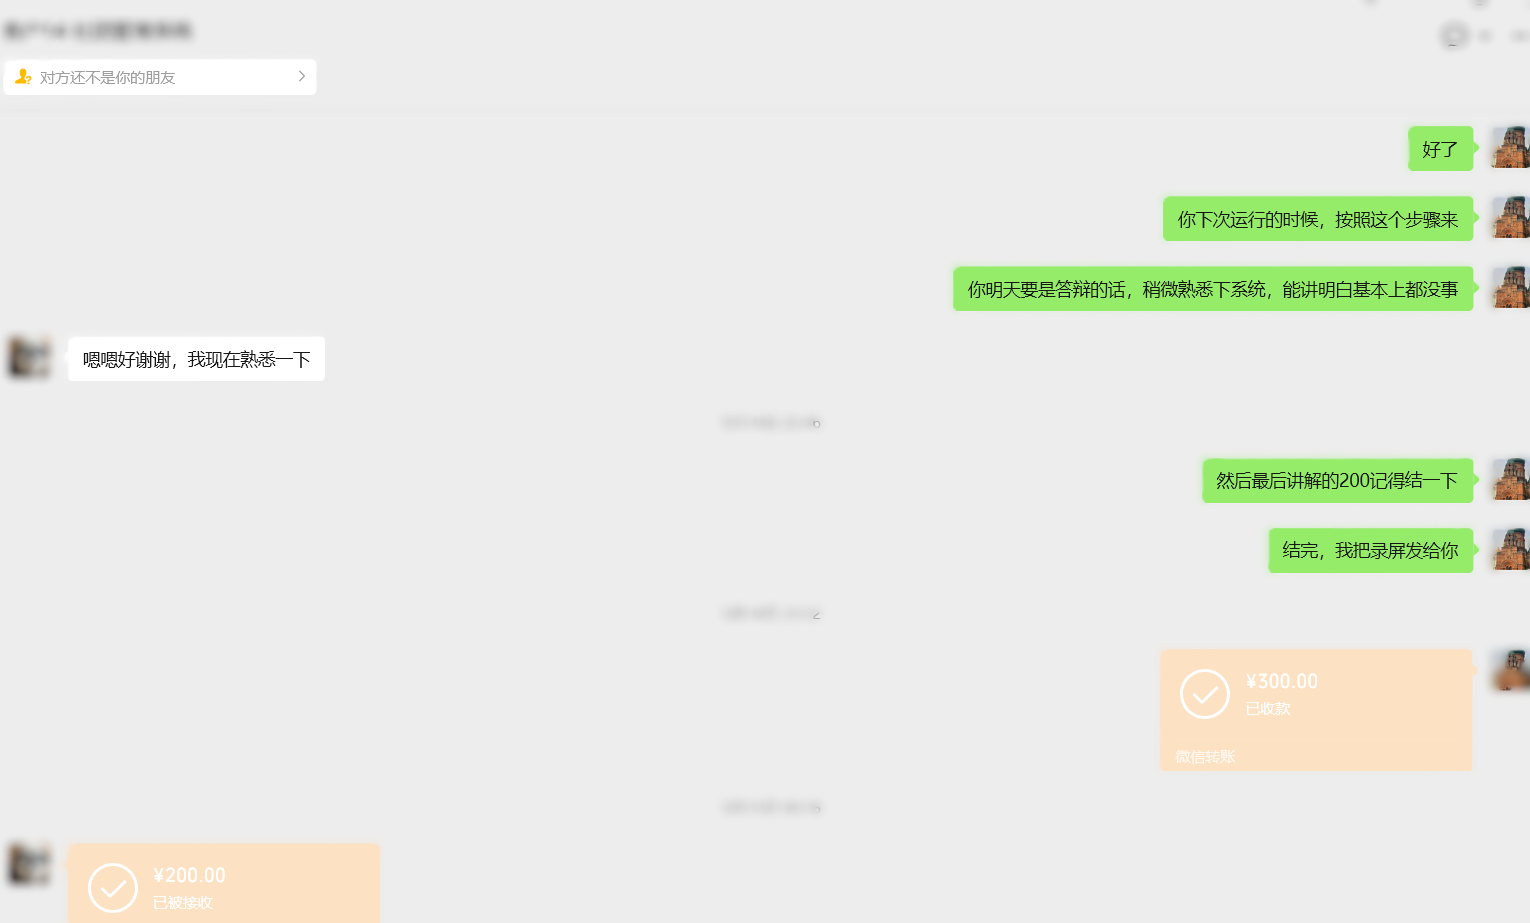 对方还不是你的朋友
好了
你下次运行的时候，按照这个步骤来
你明天要是答辩的话，稍微熟悉下系统，能讲明白基本上都没事
嗯嗯好谢谢，我现在熟悉一下
然后最后讲解的200记得结一下
结完，我把录屏发给你
¥300.00
已收款
微信转账
¥200.00
已被接收